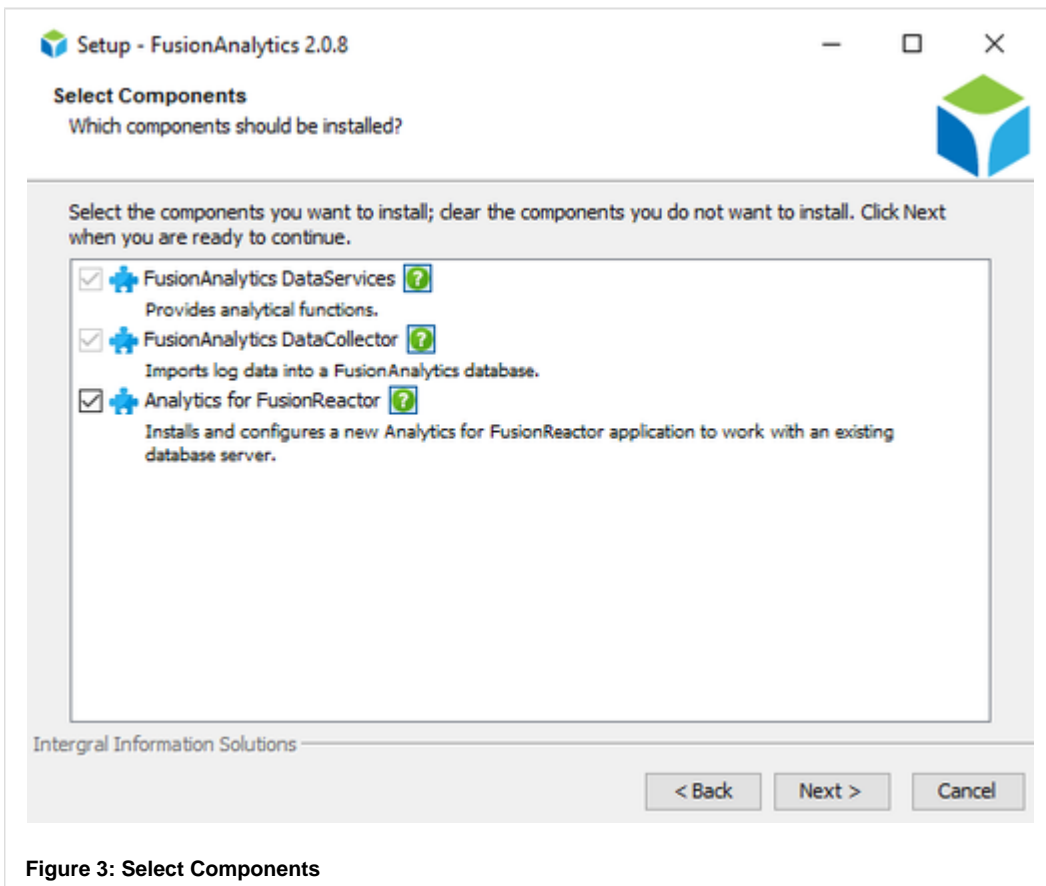 Setup - FusionAnalytics 2.0.8
Select Components
Which components should be installed?
Select the components you want to install; clear the components you do not want to install. Click Next
when you are ready to continue.
FusionAnalytics DataServices ?
Provides analytical functions.
FusionAnalytics DataCollector ?
Imports log data into a FusionAnalytics database.
Analytics for FusionReactor ?
Installs and configures a new Analytics for FusionReactor application to work with an existing
database server.
Intergral Information Solutions
< Back Next > Cancel
Figure 3: Select Components